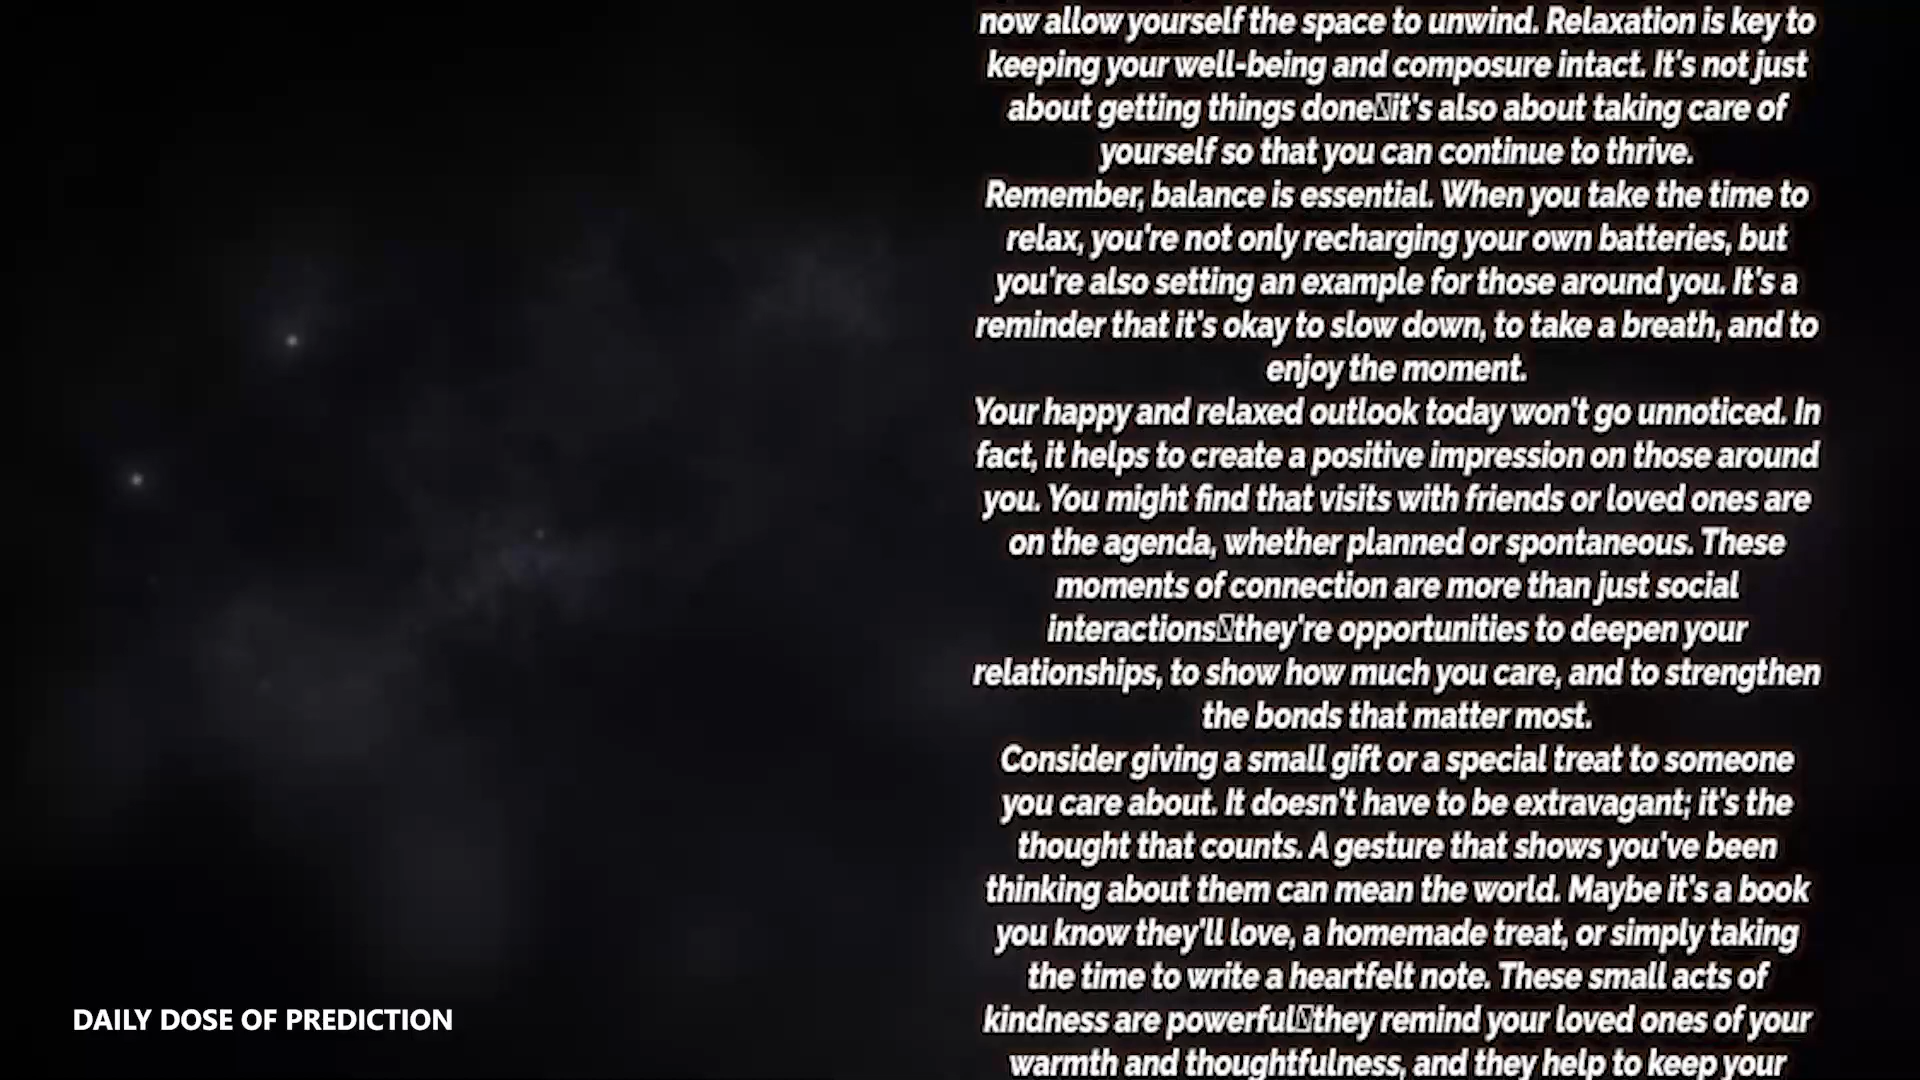 now allow yourself the space to unwind. Relaxation is key to
keeping your well-being and composure intact. It's not just
about getting things done▯it's also about taking care of
yourself so that you can continue to thrive.
Remember, balance is essential. When you take the time to
relax, you're not only recharging your own batteries, but
you're also setting an example for those around you. It's a
reminder that it's okay to slow down, to take a breath, and to
enjoy the moment.
Your happy and relaxed outlook today won't go unnoticed. In
fact, it helps to create a positive impression on those around
you. You might find that visits with friends or loved ones are
on the agenda, whether planned or spontaneous. These
moments of connection are more than just social
interactions▯they're opportunities to deepen your
relationships, to show how much you care, and to strengthen
the bonds that matter most.
Consider giving a small gift or a special treat to someone
you care about. It doesn't have to be extravagant; it's the
thought that counts. A gesture that shows you've been
thinking about them can mean the world. Maybe it's a book
you know they'll love, a homemade treat, or simply taking
the time to write a heartfelt note. These small acts of
kindness are powerful▯they remind your loved ones of your
warmth and thoughtfulness, and they help to keep your
DAILY DOSE OF PREDICTION